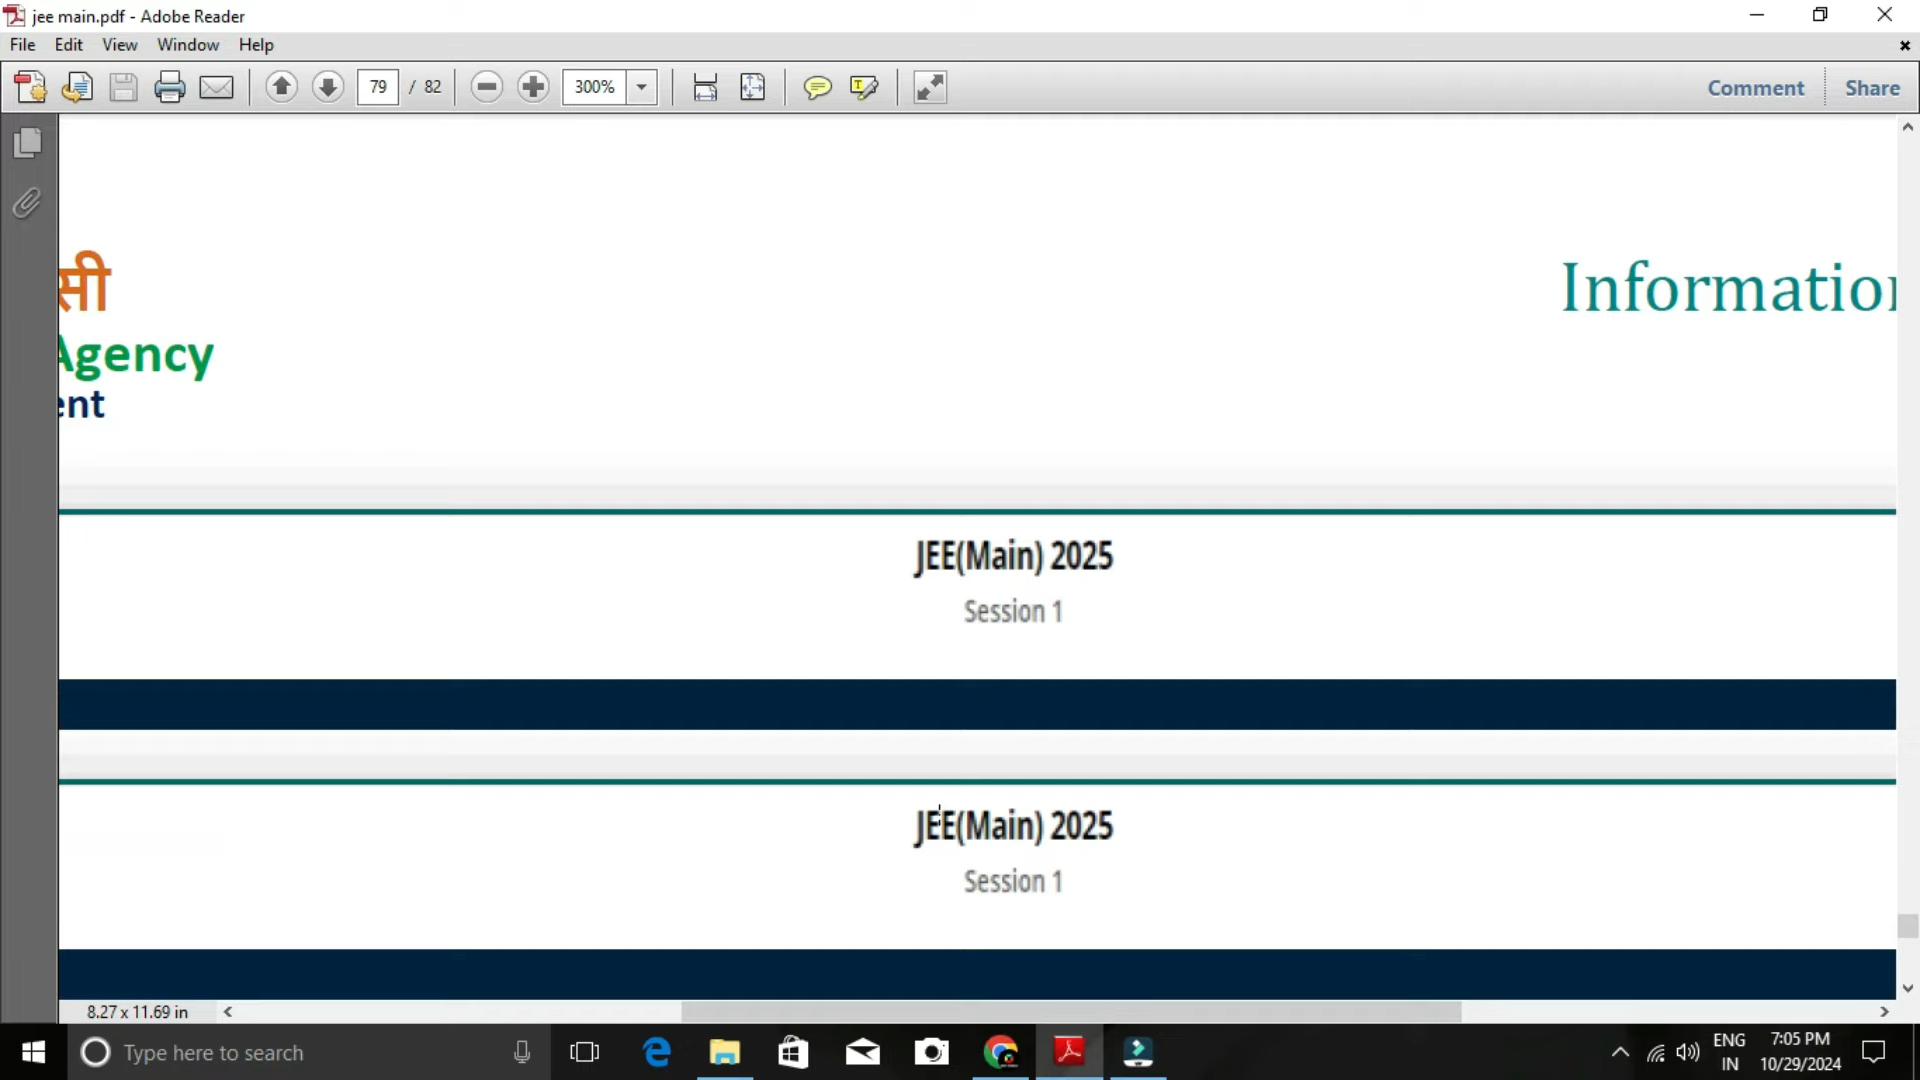 jee main.pdf - Adobe Reader
File Edit View Window Help
79 / 82 300% Comment Share
सी
Information
Agency
ent
JEE(Main) 2025
Session 1
JEE(Main) 2025
Session 1
8.27 x 11.69 in
Type here to search
ENG 7:05 PM
IN 10/29/2024